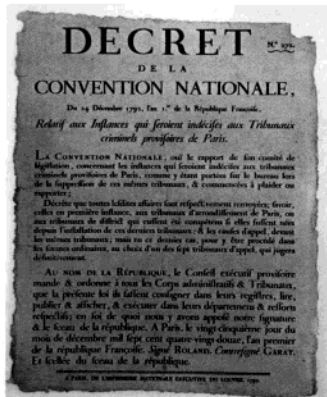 DECRET
N.º 272.
DE LA
CONVENTION NATIONALE,
Du 24 Décembre 1792, l'an 1.er de la République Françoise.
Relatif aux Instances qui seroient indécises aux Tribunaux
criminels provisoires de Paris.
LA CONVENTION NATIONALE, ouï le rapport de son comité de
législation, concernant les instances qui seroient indécises aux tribunaux
criminels provisoires de Paris, comme y étant portées sur le bureau lors
de la suppression de ces mêmes tribunaux, & commencées à plaider ou
rapporter;
Décrète que toutes lesdites affaires sont respectivement renvoyées; savoir,
celles en première instance, aux tribunaux d'arrondissement de Paris, ou
aux tribunaux de district qui eussent été compétens si elles fussent nées
depuis l'installation de ces derniers tribunaux; & les causes d'appel, devant
les mêmes tribunaux; mais en ce dernier cas, pour y être procédé dans
les formes ordinaires, au choix d'un des sept tribunaux d'appel, qui jugera
définitivement.
AU NOM DE LA RÉPUBLIQUE, le Conseil exécutif provisoire
mande & ordonne à tous les Corps administratifs & Tribunaux,
que la présente loi ils fassent consigner dans leurs registres, lire,
publier & afficher, & exécuter dans leurs départemens & ressorts
respectifs; en foi de quoi nous y avons apposé notre signature
& le sceau de la république. A Paris, le vingt-cinquième jour du
mois de décembre mil sept cent quatre-vingt-douze, l'an premier
de la république Françoise. Signé ROLAND. Contresigné GARAT.
Et scellée du sceau de la république.
A PARIS, DE L'IMPRIMERIE NATIONALE EXÉCUTIVE DU LOUVRE. 1792.